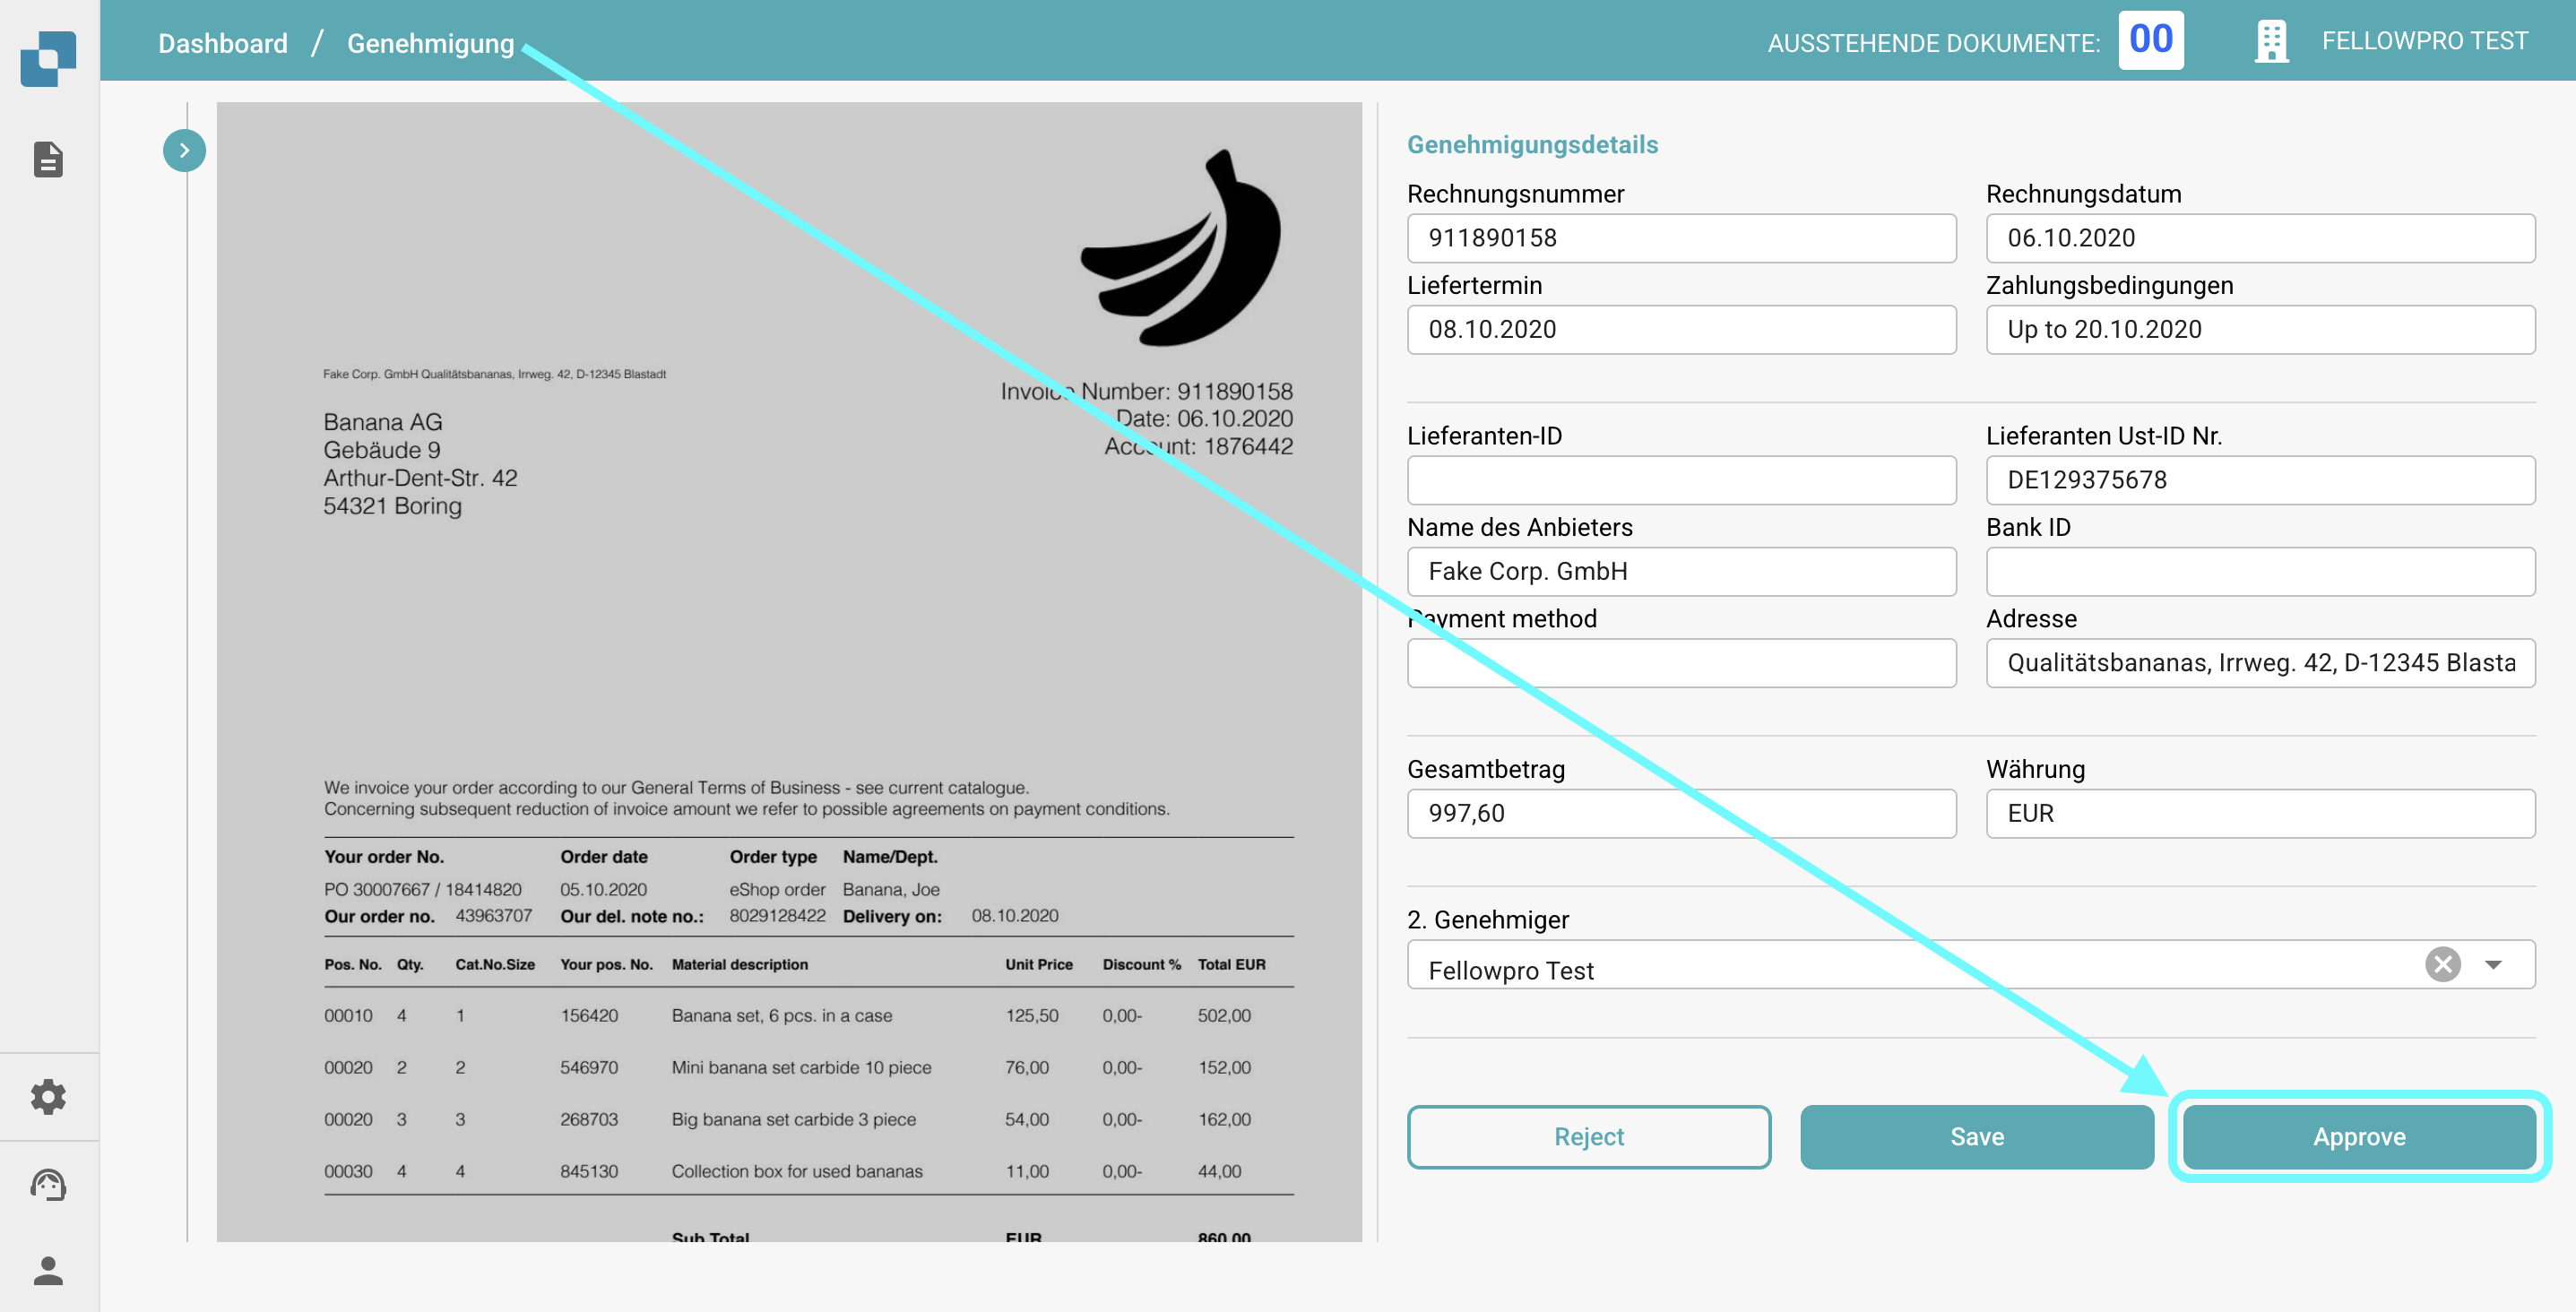 Dashboard / Genehmigung
AUSSTEHENDE DOKUMENTE: 00
FELLOWPRO TEST
Fake Corp. GmbH Qualitätsbananas, Irrweg. 42, D-12345 Blastadt
Invoice Number: 911890158
Date: 06.10.2020
Account: 1876442
Banana AG
Gebäude 9
Arthur-Dent-Str. 42
54321 Boring
We invoice your order according to our General Terms of Business - see current catalogue.
Concerning subsequent reduction of invoice amount we refer to possible agreements on payment conditions.
Your order No. Order date Order type Name/Dept.
PO 30007667 / 18414820 05.10.2020 eShop order Banana, Joe
Our order no. 43963707 Our del. note no.: 8029128422 Delivery on: 08.10.2020
Pos. No. Qty. Cat.No.Size Your pos. No. Material description Unit Price Discount % Total EUR
00010 4 1 156420 Banana set, 6 pcs. in a case 125,50 0,00- 502,00
00020 2 2 546970 Mini banana set carbide 10 piece 76,00 0,00- 152,00
00020 3 3 268703 Big banana set carbide 3 piece 54,00 0,00- 162,00
00030 4 4 845130 Collection box for used bananas 11,00 0,00- 44,00
Sub Total EUR 860,00
Genehmigungsdetails
Rechnungsnummer Rechnungsdatum
911890158 06.10.2020
Liefertermin Zahlungsbedingungen
08.10.2020 Up to 20.10.2020
Lieferanten-ID Lieferanten Ust-ID Nr.
DE129375678
Name des Anbieters Bank ID
Fake Corp. GmbH
Payment method Adresse
Qualitätsbananas, Irrweg. 42, D-12345 Blasta
Gesamtbetrag Währung
997,60 EUR
2. Genehmiger
Fellowpro Test
Reject Save Approve